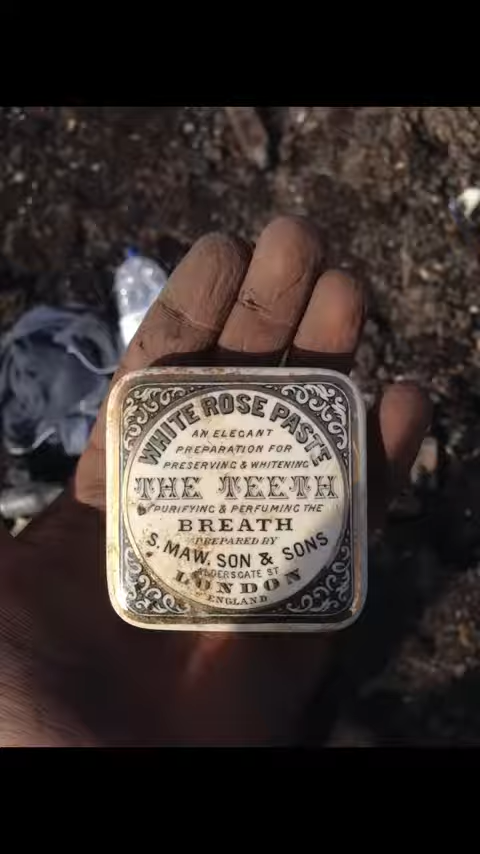 WHITE ROSE PASTE
AN ELEGANT
PREPARATION FOR
PRESERVING & WHITENING
THE TEETH
PURIFYING & PERFUMING THE
BREATH
PREPARED BY
S. MAW. SON & SONS
ALDERSGATE ST
LONDON
ENGLAND